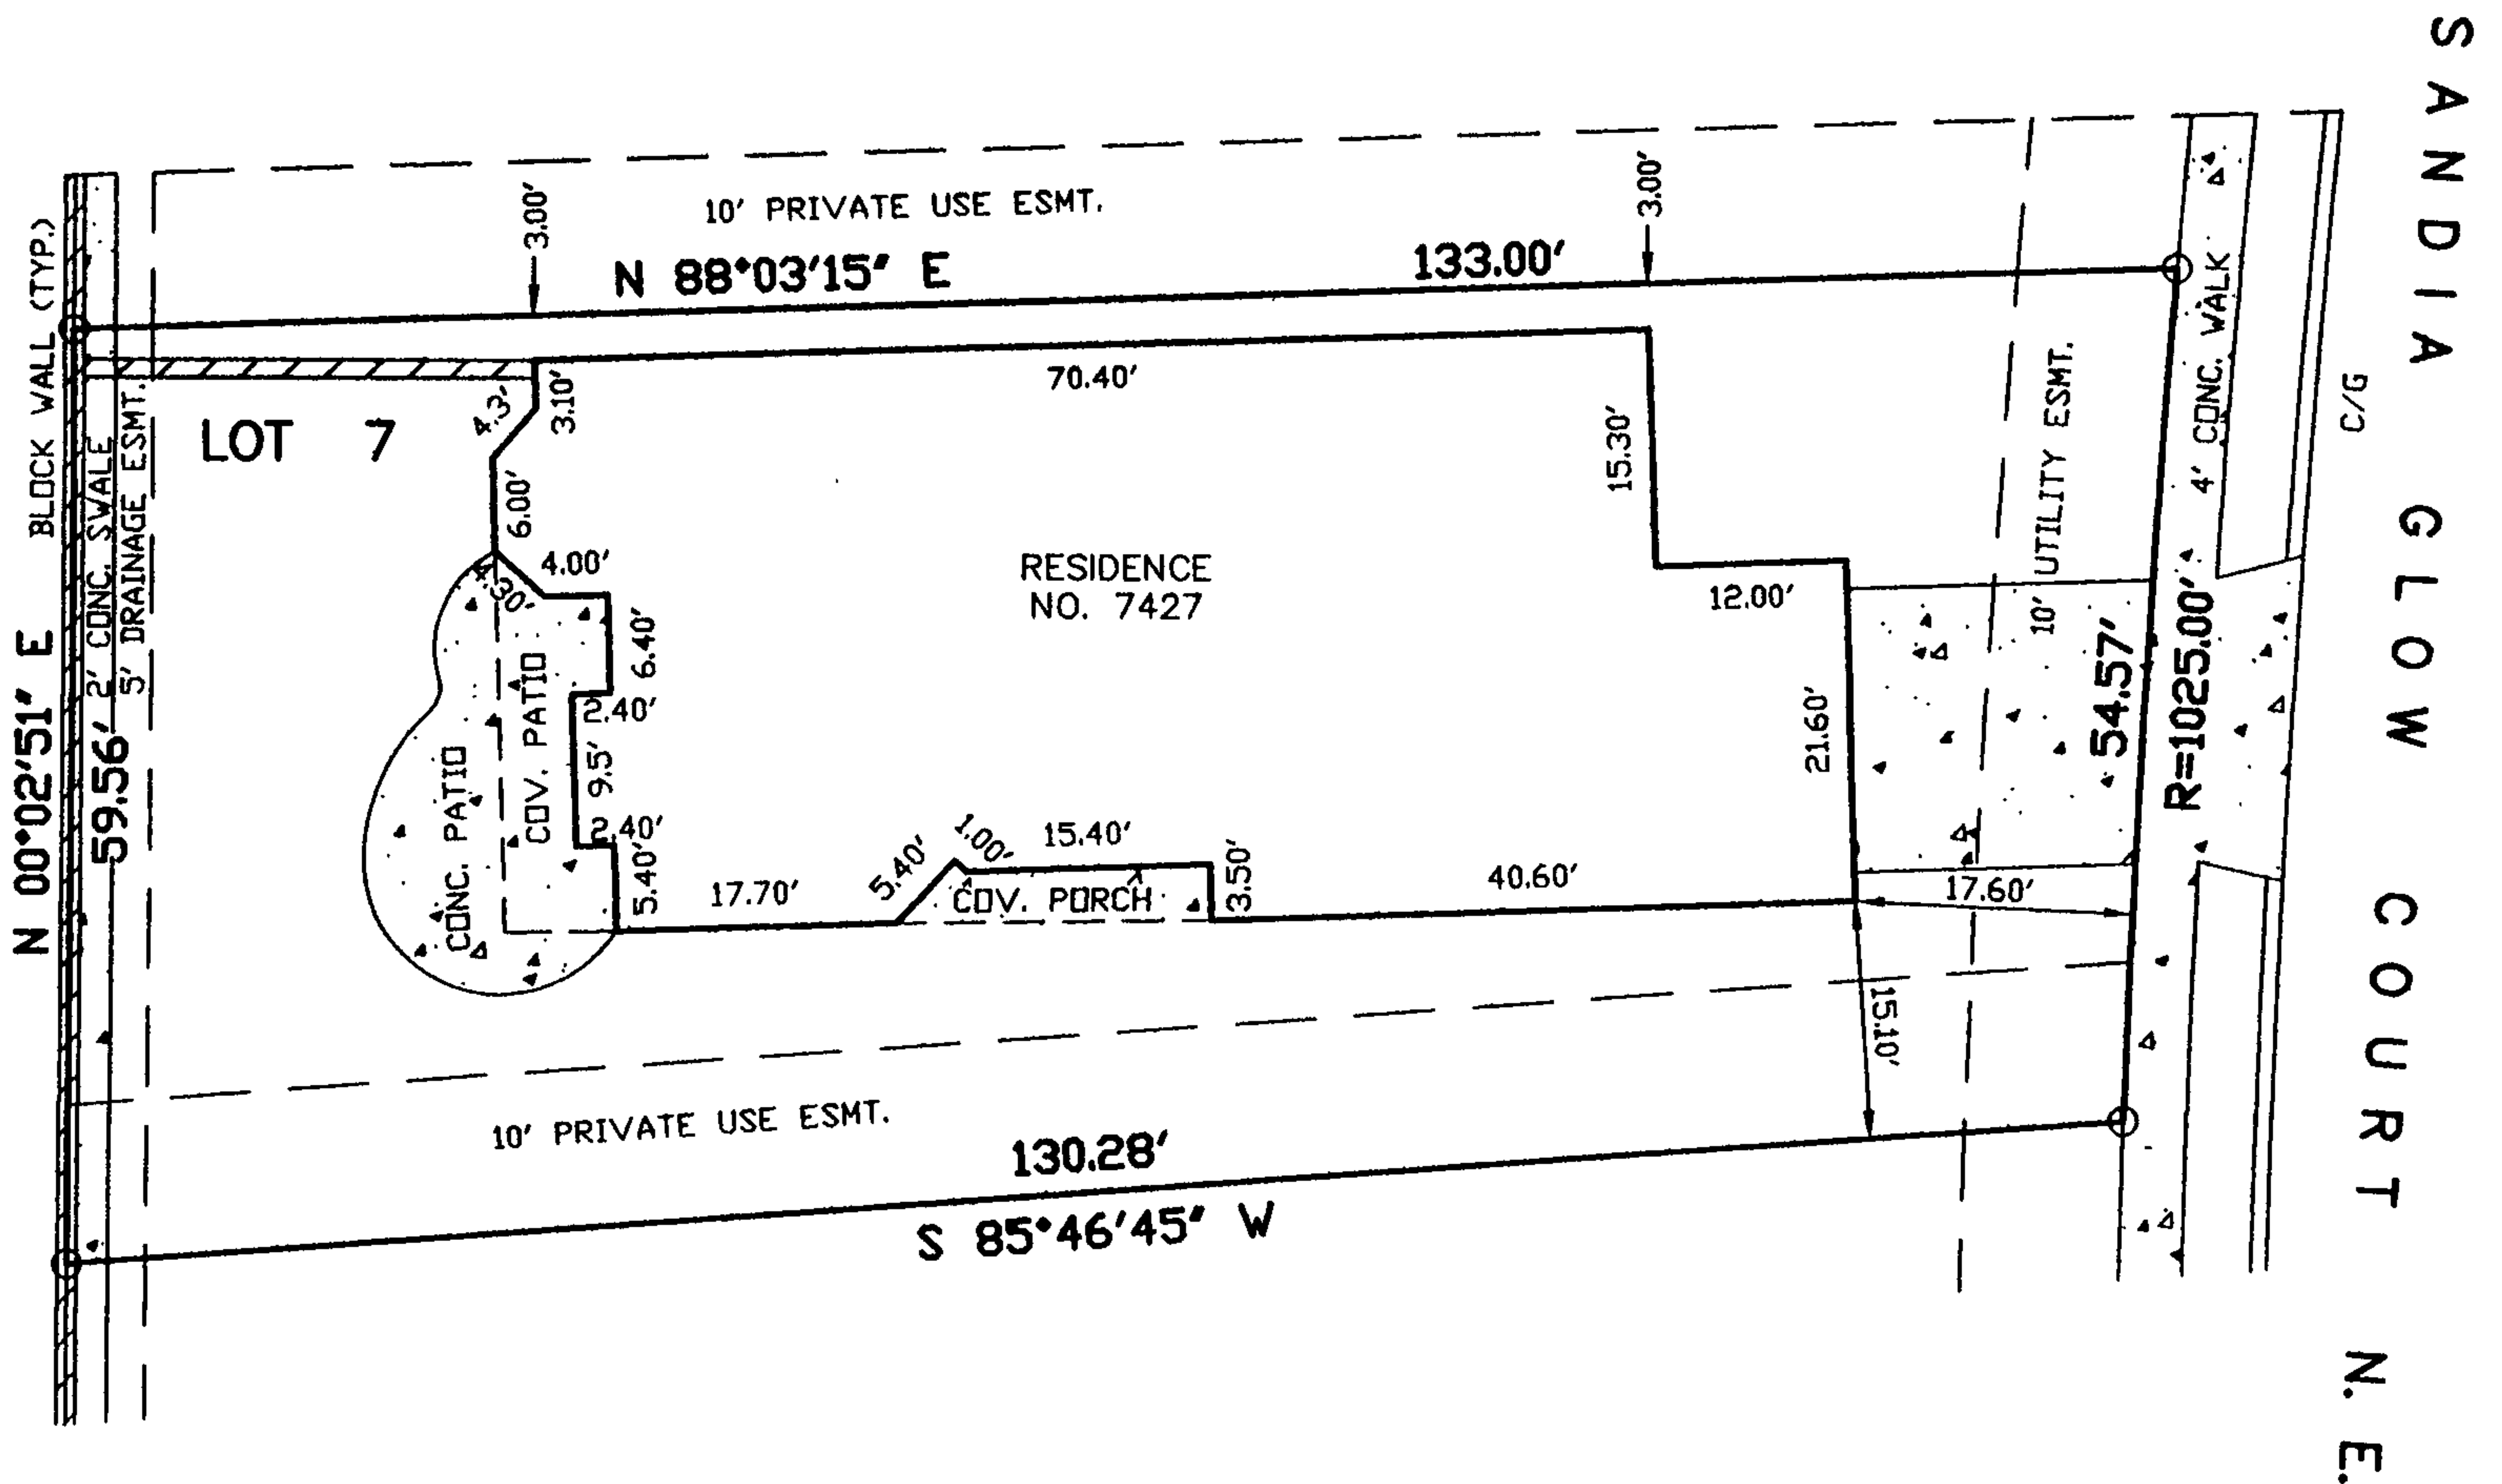 SANDIA GLOW COURT N.E.
10' PRIVATE USE ESMT.
3.00'
3.00'
N 88°03'15" E
133.00'
BLOCK WALL (TYP.)
2' CONC. SWALE
5' DRAINAGE ESMT.
N 00°02'51" E
59.56'
LOT 7
4.3'
3.10'
6.00'
70.40'
15.30'
12.00'
10' UTILITY ESMT.
4' CONC. WALK
C/G
RESIDENCE
NO. 7427
4.30'
4.00'
6.40'
2.40'
9.5'
2.40'
5.40'
CONC. PATIO
COV. PATIO
21.60'
54.57'
R=1025.00'
17.70'
5.40'
1.00'
15.40'
3.50'
COV. PORCH
40.60'
17.60'
15.10'
10' PRIVATE USE ESMT.
130.28'
S 85°46'45" W